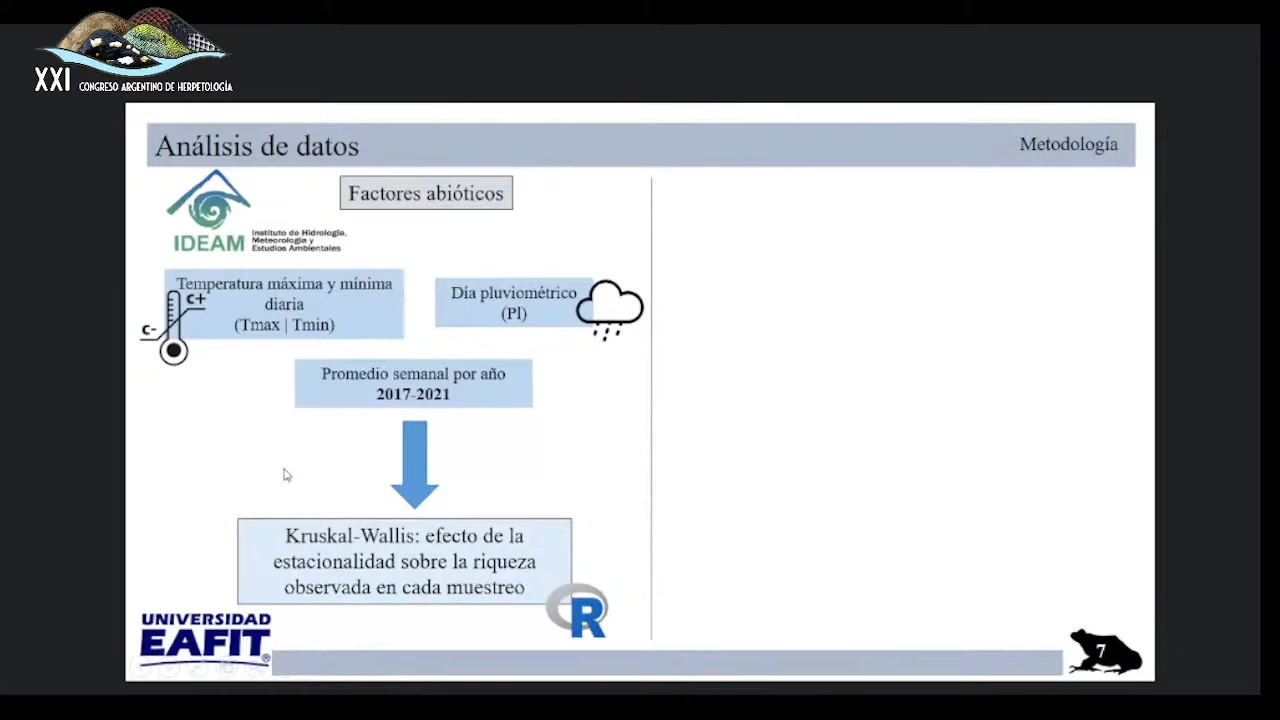 XXI CONGRESO ARGENTINO DE HERPETOLOGÍA
Análisis de datos
Metodología
Factores abióticos
IDEAM
Instituto de Hidrología,
Meteorología y
Estudios Ambientales
Temperatura máxima y mínima
diaria
(Tmax | Tmin)
C+
C-
Día pluviométrico
(Pl)
Promedio semanal por año
2017-2021
Kruskal-Wallis: efecto de la
estacionalidad sobre la riqueza
observada en cada muestreo
R
UNIVERSIDAD
EAFIT®
7